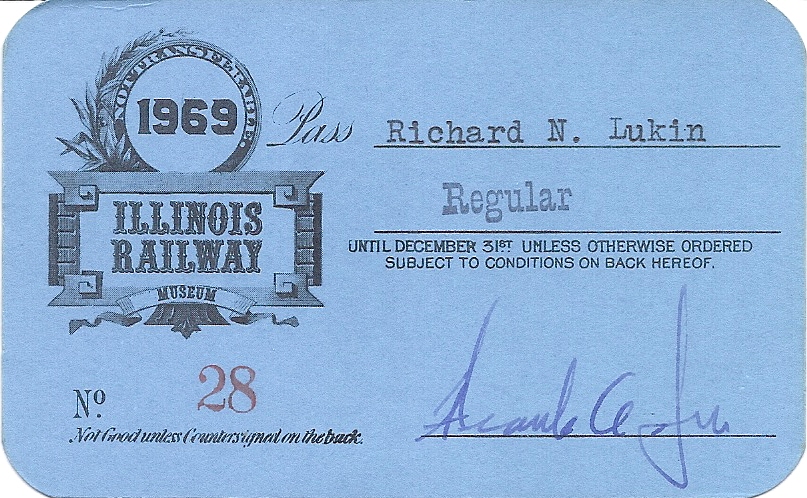 NOT TRANSFERABLE
1969
Pass Richard N. Lukin
Regular
ILLINOIS
RAILWAY
MUSEUM
UNTIL DECEMBER 31ST UNLESS OTHERWISE ORDERED
SUBJECT TO CONDITIONS ON BACK HEREOF.
No. 28
Not Good unless Countersigned on the back.